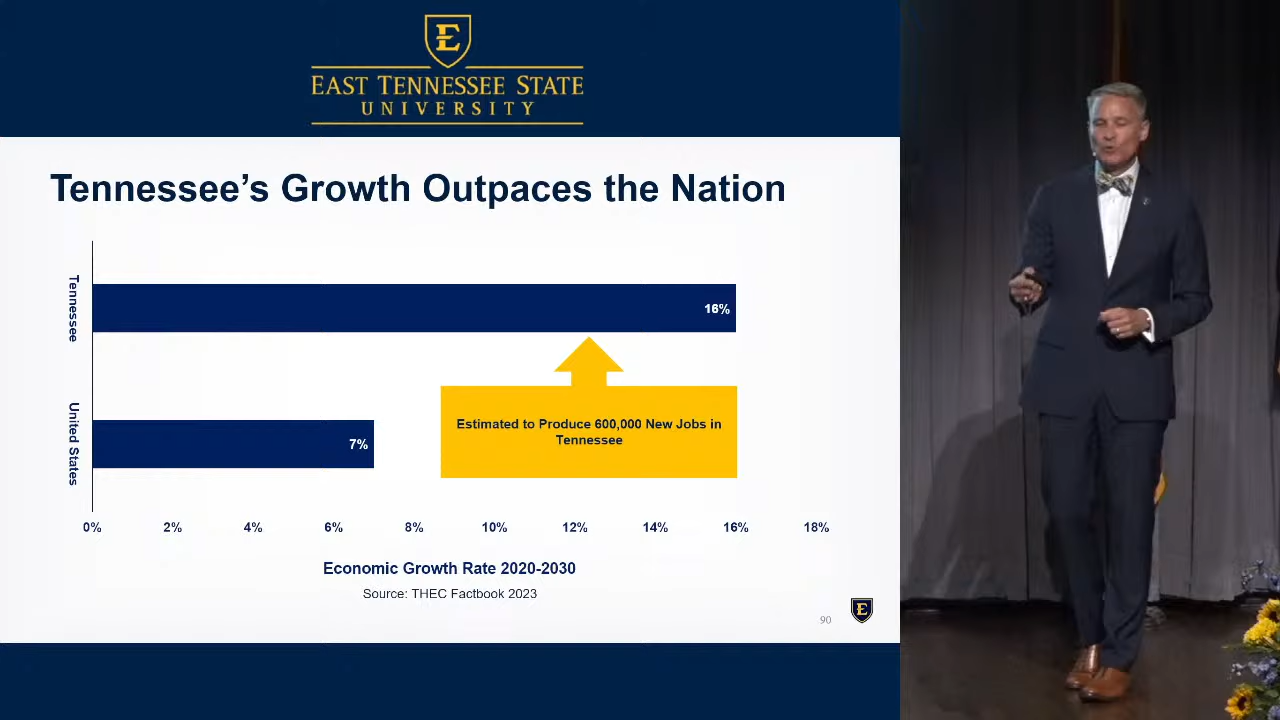 E
EAST TENNESSEE STATE
UNIVERSITY
Tennessee's Growth Outpaces the Nation
Tennessee
16%
Estimated to Produce 600,000 New Jobs in
Tennessee
United States
7%
0% 2% 4% 6% 8% 10% 12% 14% 16% 18%
Economic Growth Rate 2020-2030
Source: THEC Factbook 2023
90
E